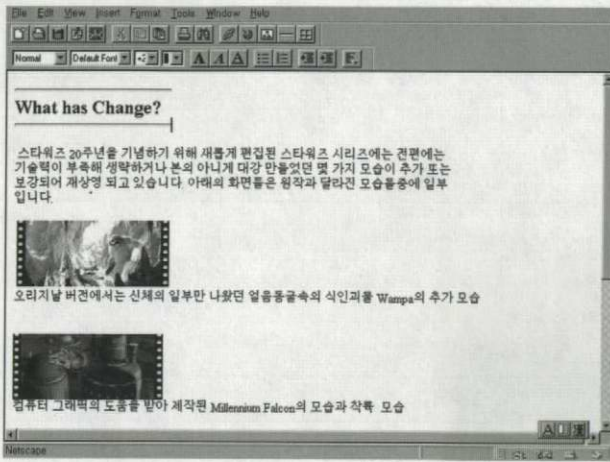 File Edit View Insert Format Tools Window Help
Normal Default Font
What has Change?
스타워즈 20주년을 기념하기 위해 새롭게 편집된 스타워즈 시리즈에는 전편에는
기술력이 부족해 생략하거나 본의 아니게 대강 만들었던 몇 가지 모습이 추가 또는
보강되어 재상영 되고 있습니다. 아래의 화면들은 원작과 달라진 모습들중에 일부
입니다.
오리지날 버전에서는 신체의 일부만 나왔던 얼음동굴속의 식인괴물 Wampa의 추가 모습
컴퓨터 그래픽의 도움을 받아 제작된 Millennium Falcon의 모습과 착륙 모습
Netscape